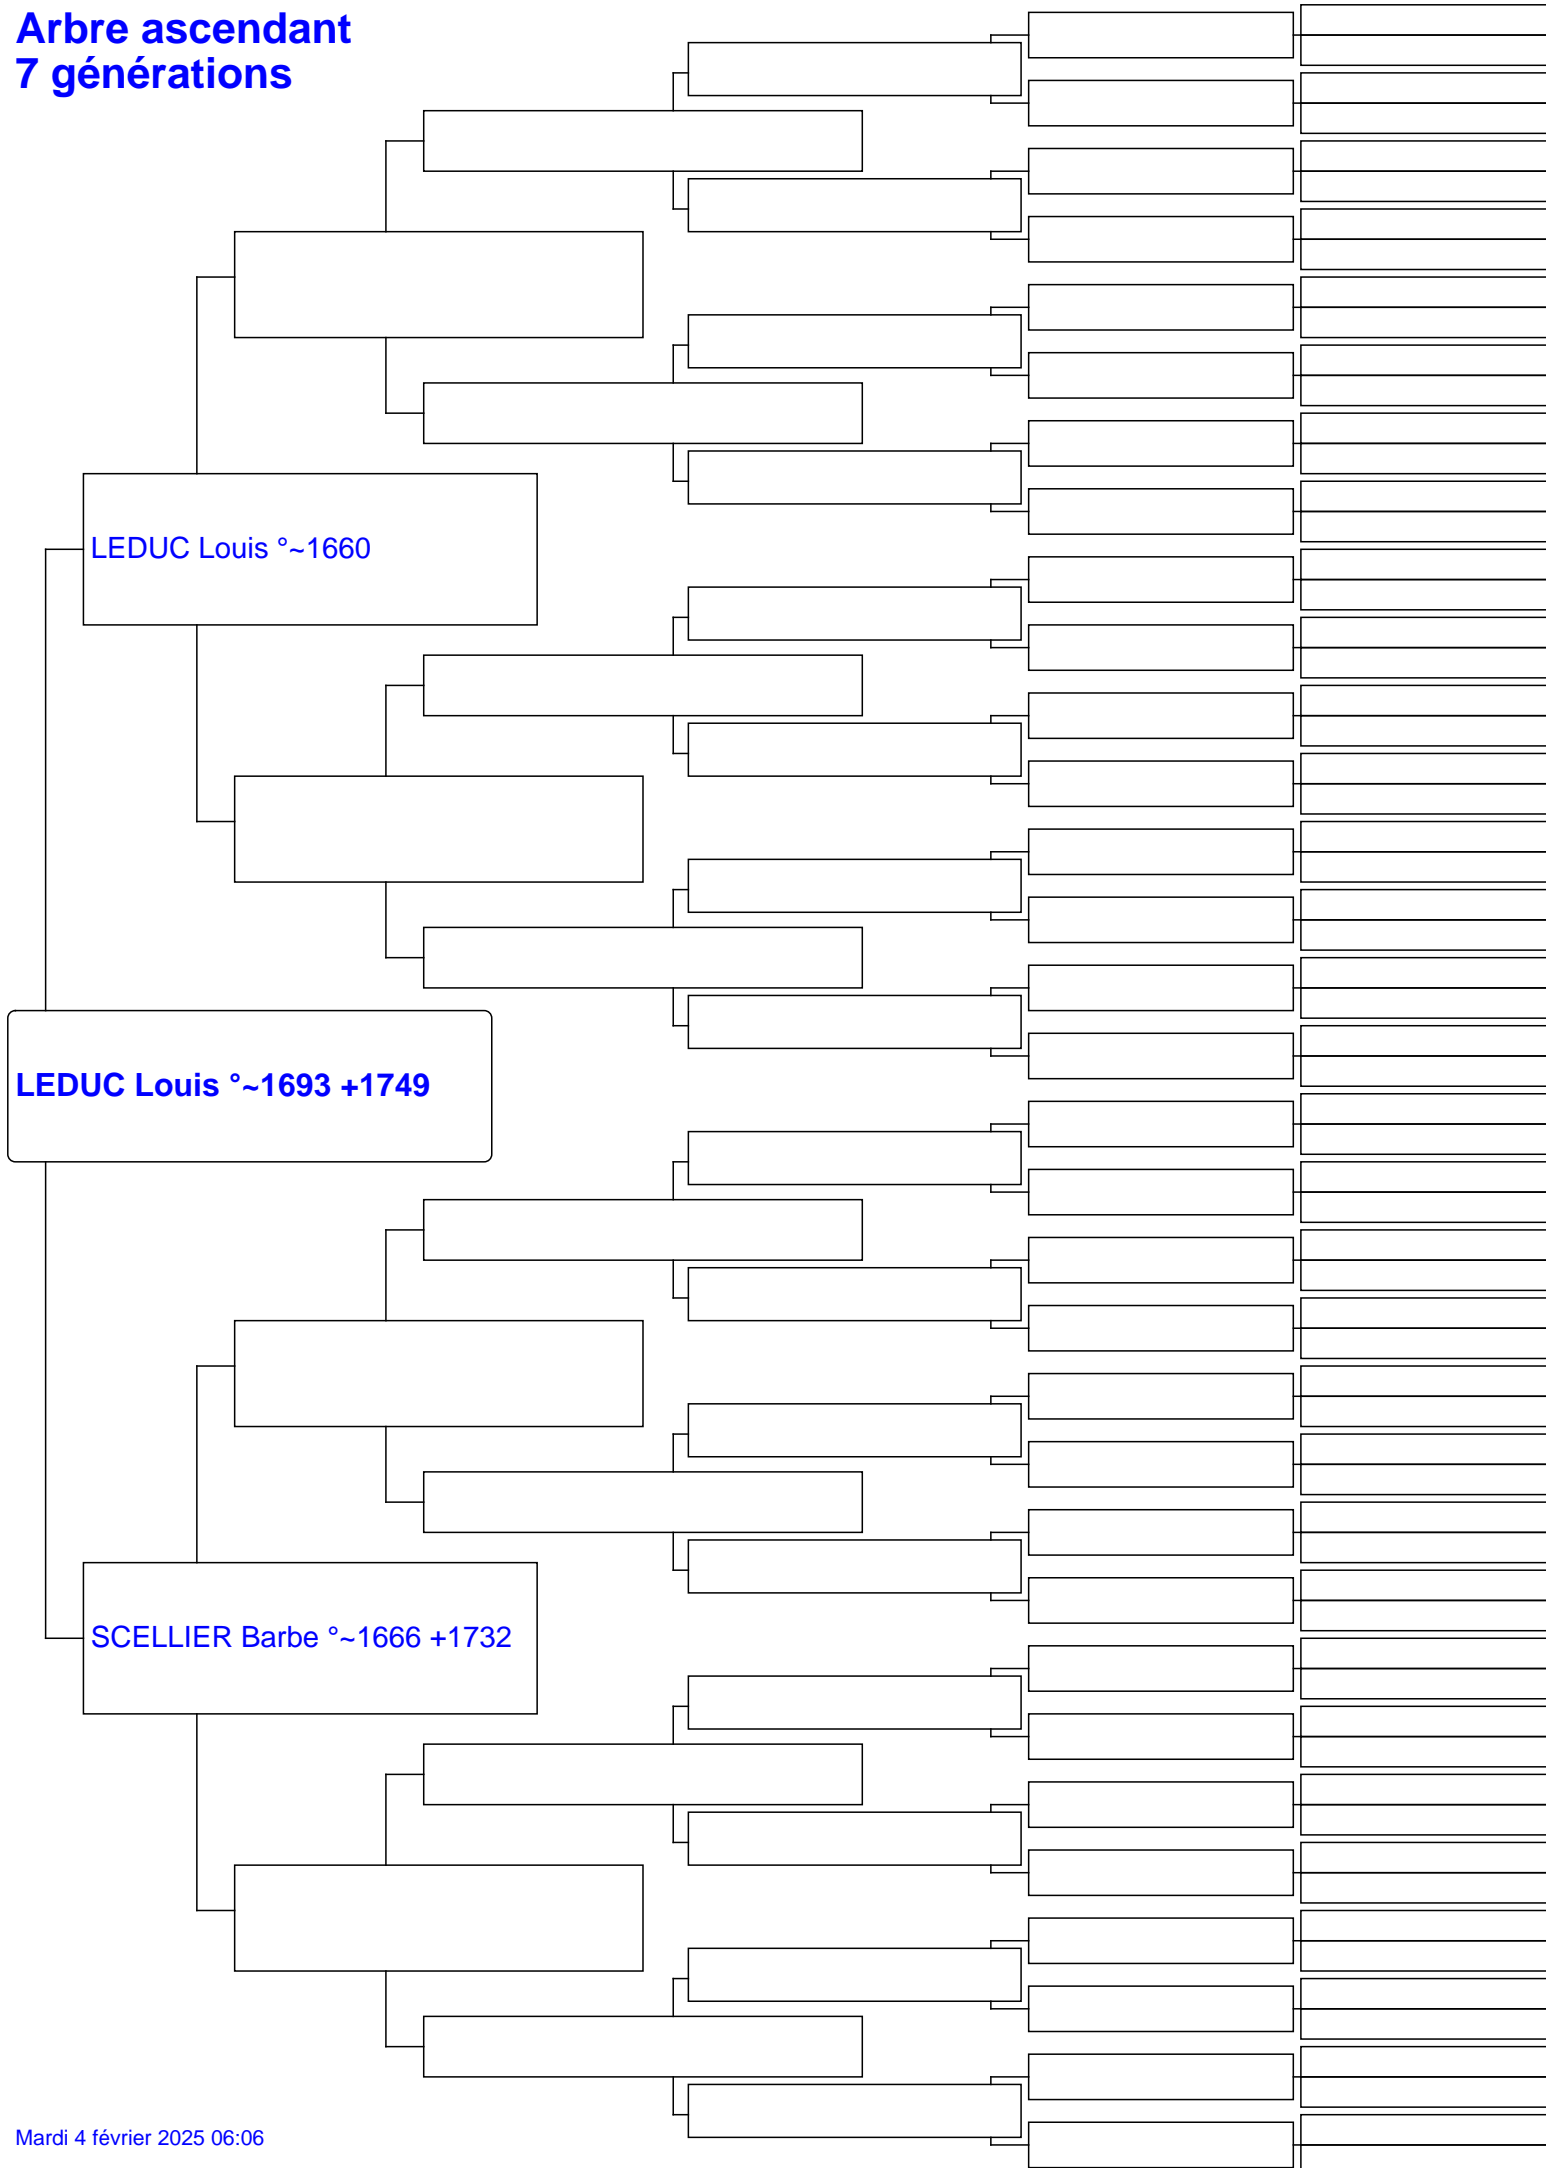 Arbre ascendant
7 générations
LEDUC Louis °~1660
LEDUC Louis °~1693 +1749
SCELLIER Barbe °~1666 +1732
Mardi 4 février 2025 06:06